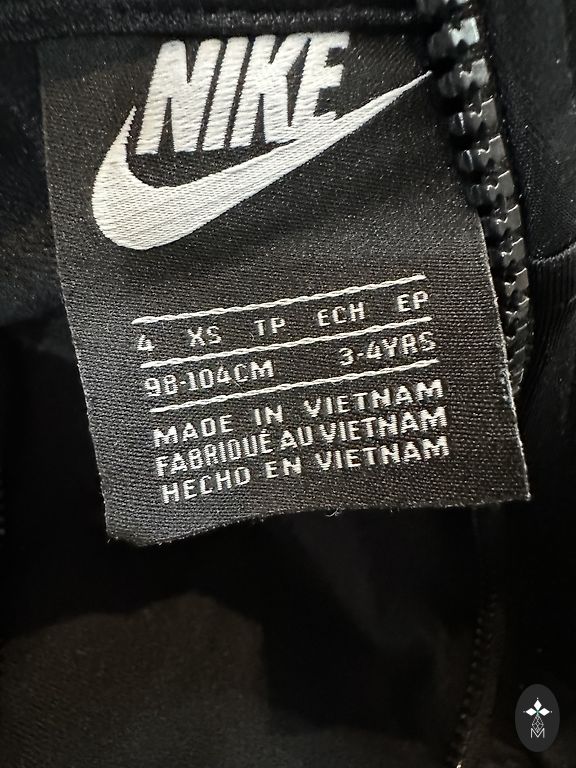 NIKE
4 XS TP ECH EP
98-104CM 3-4YRS
MADE IN VIETNAM
FABRIQUÉ AU VIETNAM
HECHO EN VIETNAM
M